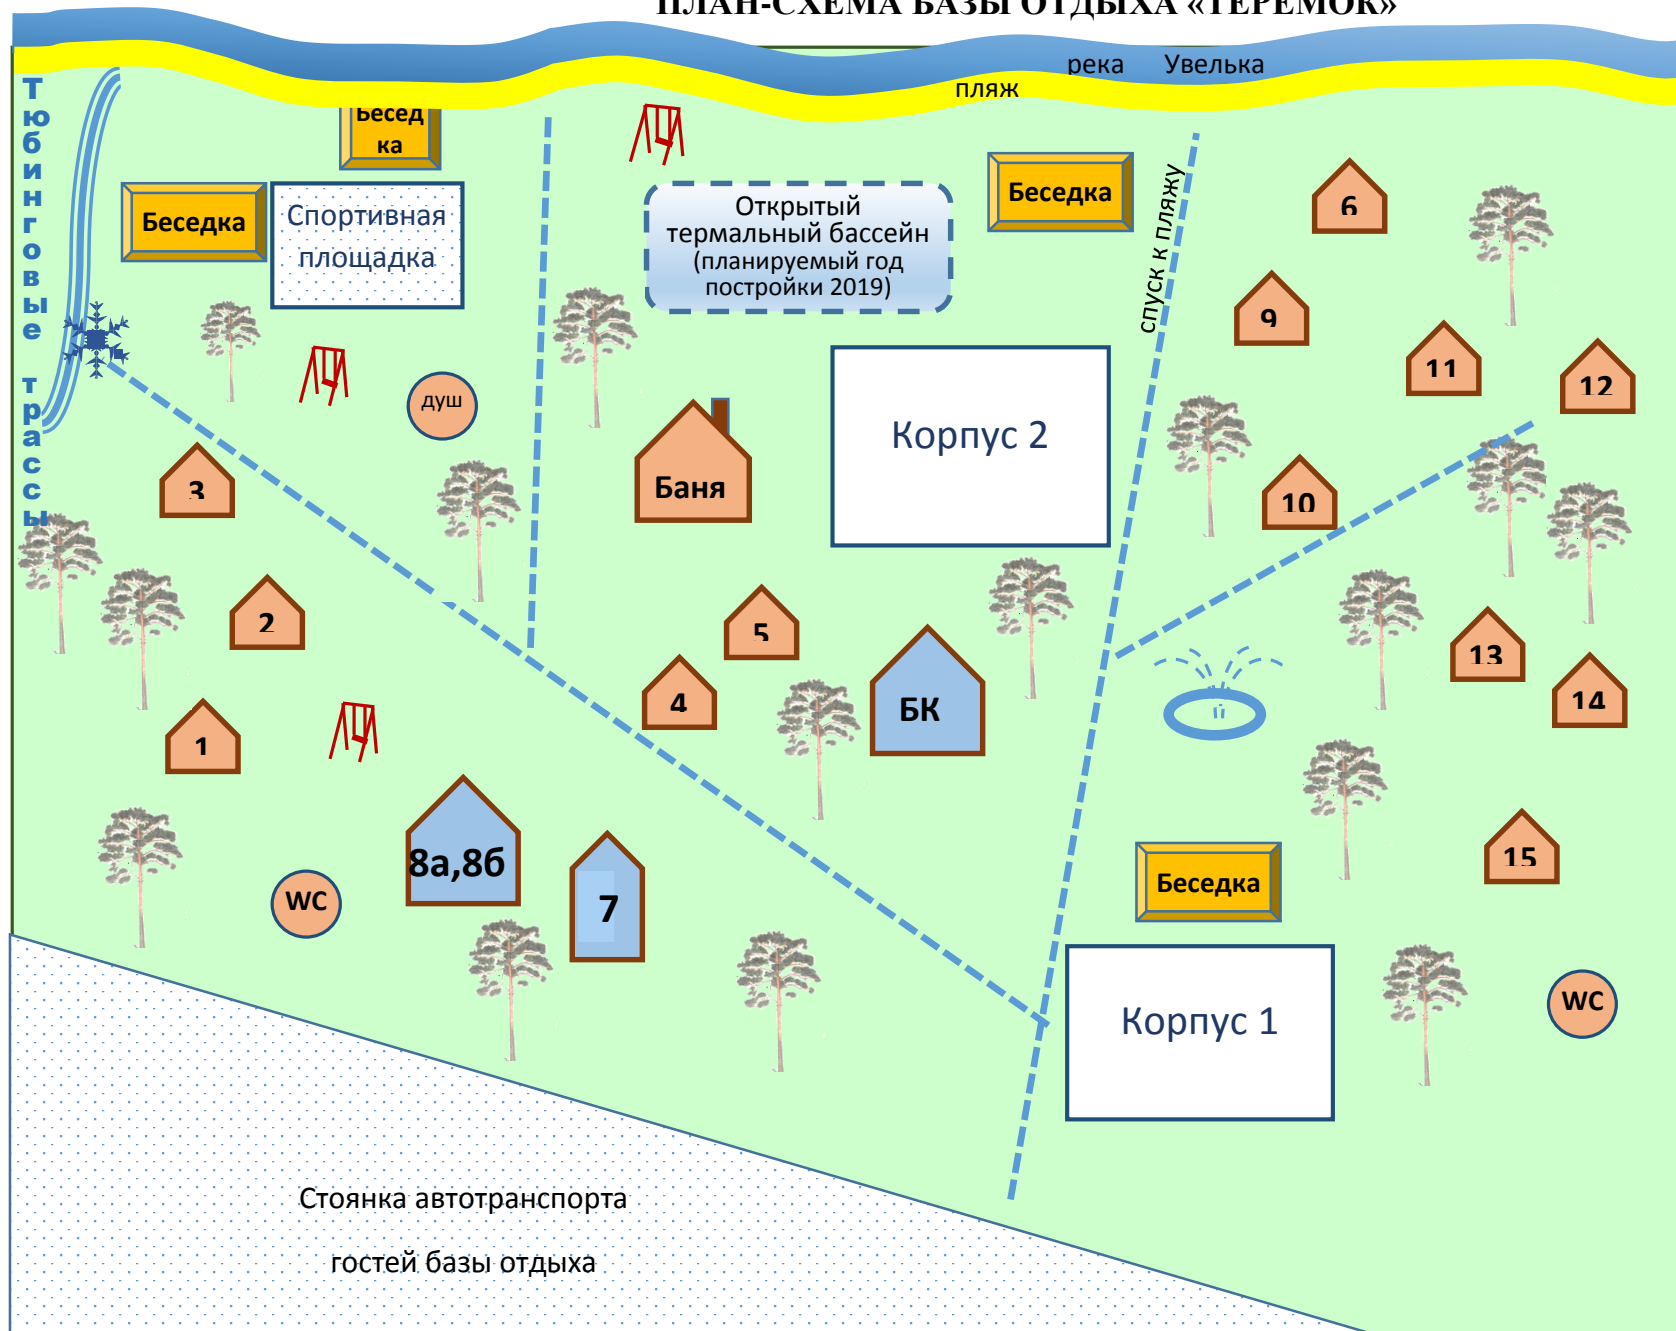 ПЛАН-СХЕМА БАЗЫ ОТДЫХА «ТЕРЕМОК»
река Увелька
пляж
Тюбинговые трассы
Бесед
ка
Беседка
Спортивная
площадка
Открытый
термальный бассейн
(планируемый год
постройки 2019)
Беседка
спуск к пляжу
6
9
11
12
10
душ
Баня
Корпус 2
3
2
1
5
4
БК
13
14
15
8а,8б
7
WC
Беседка
Корпус 1
WC
Стоянка автотранспорта
гостей базы отдыха